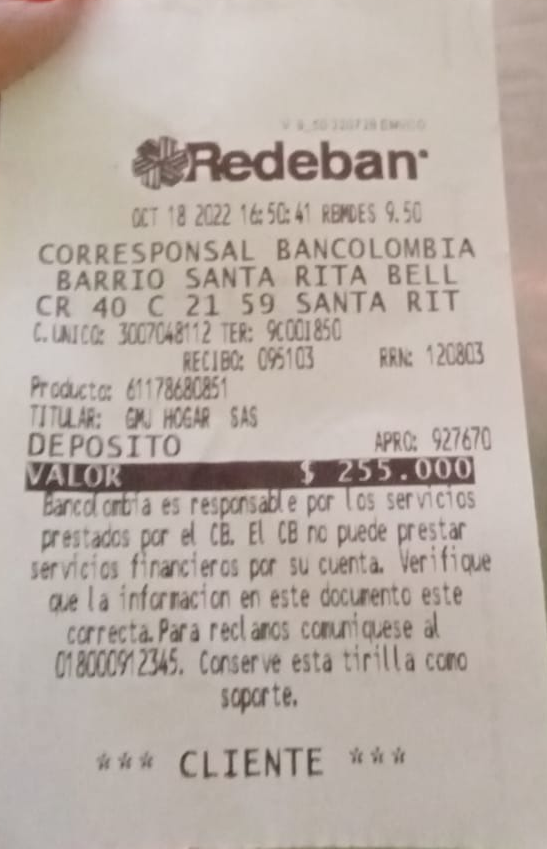 Redeban
OCT 18 2022 16:50:41 RBMDES 9.50
CORRESPONSAL BANCOLOMBIA
BARRIO SANTA RITA BELL
CR 40 C 21 59 SANTA RIT
C. UNICO: 3007048112 TER: 9C001850
RECIBO: 095103 RRN: 120803
Producto: 61178680851
TITULAR: GMJ HOGAR SAS
DEPOSITO APRO: 927670
VALOR $ 255.000
Bancolombia es responsable por los servicios
prestados por el CB. El CB no puede prestar
servicios financieros por su cuenta. Verifique
que la informacion en este documento este
correcta.Para reclamos comuniquese al
018000912345. Conserve esta tirilla como
soporte.
*** CLIENTE ***